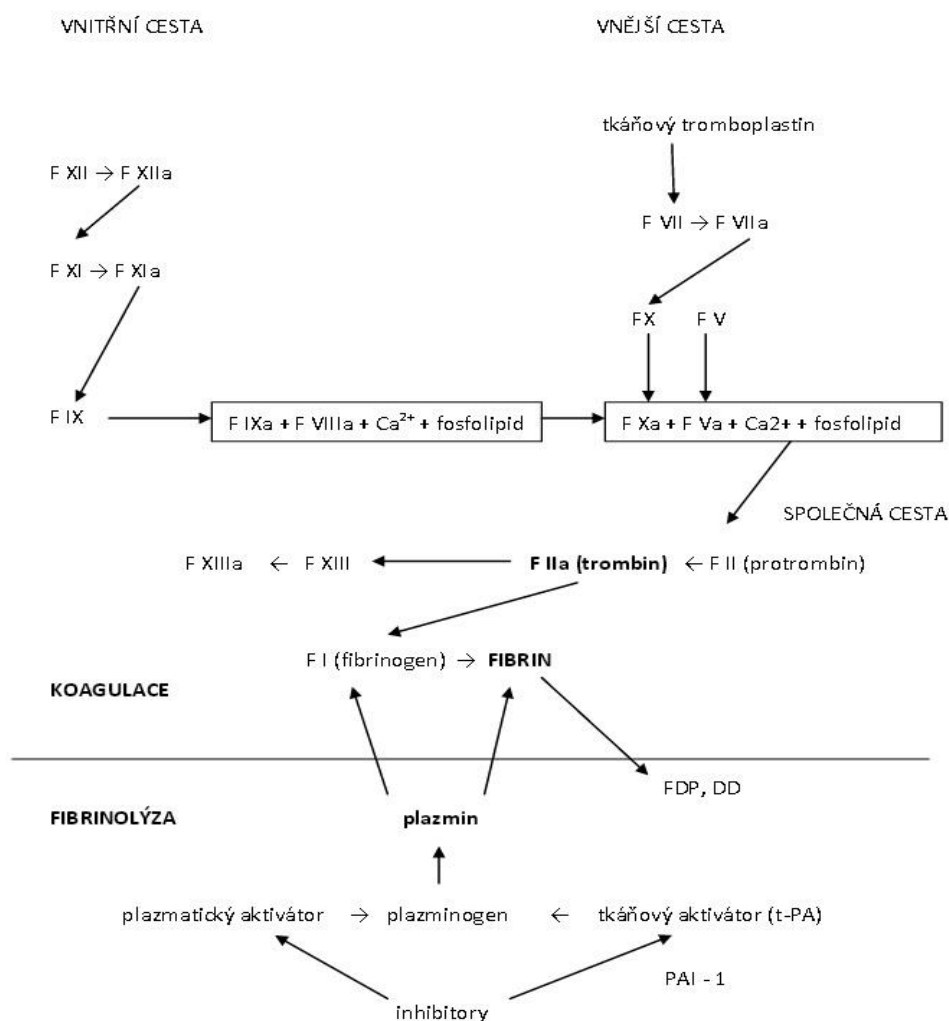 VNITŘNÍ CESTA
VNĚJŠÍ CESTA
tkáňový tromboplastin
F XII → F XIIa
F VII → F VIIa
F XI → F XIa
F X
F V
F IX
F IXa + F VIIIa + Ca²⁺ + fosfolipid
F Xa + F Va + Ca2+ + fosfolipid
SPOLEČNÁ CESTA
F XIIIa ← F XIII
F IIa (trombin) ← F II (protrombin)
F I (fibrinogen) → FIBRIN
KOAGULACE
FDP, DD
FIBRINOLÝZA
plazmin
plazmatický aktivátor → plazminogen ← tkáňový aktivátor (t-PA)
PAI - 1
inhibitory